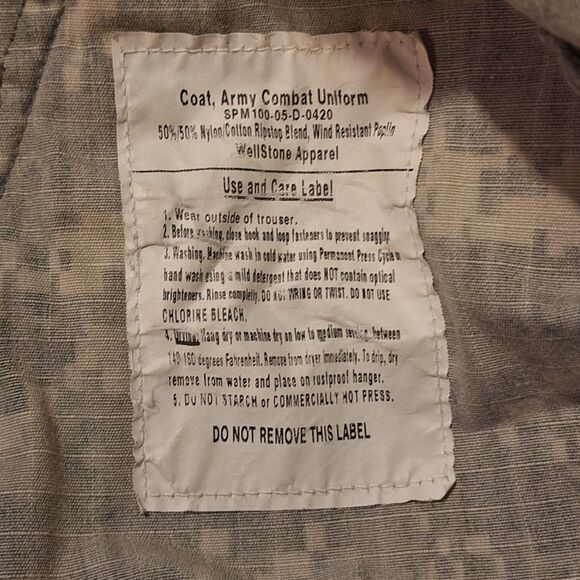 Coat, Army Combat Uniform
SPM100-05-D-0420
50%/50% Nylon/Cotton Ripstop Blend, Wind Resistant Poplin
WellStone Apparel
Use and Care Label
1. Wear outside of trouser.
2. Before washing, close hook and loop fasteners to prevent snagging
3. Washing. Machine wash in cold water using Permanent Press Cycle
hand wash using a mild detergent that does NOT contain optical
brighteners. Rinse completly. DO NOT WRING OR TWIST. DO NOT USE
CHLORINE BLEACH.
4. Drying. Hang dry or machine dry on low to medium setting, between
140-160 degrees Fahrenheit. Remove from dryer immediately. To drip, dry
remove from water and place on rustproof hanger.
5. DO NOT STARCH or COMMERCIALLY HOT PRESS.
DO NOT REMOVE THIS LABEL